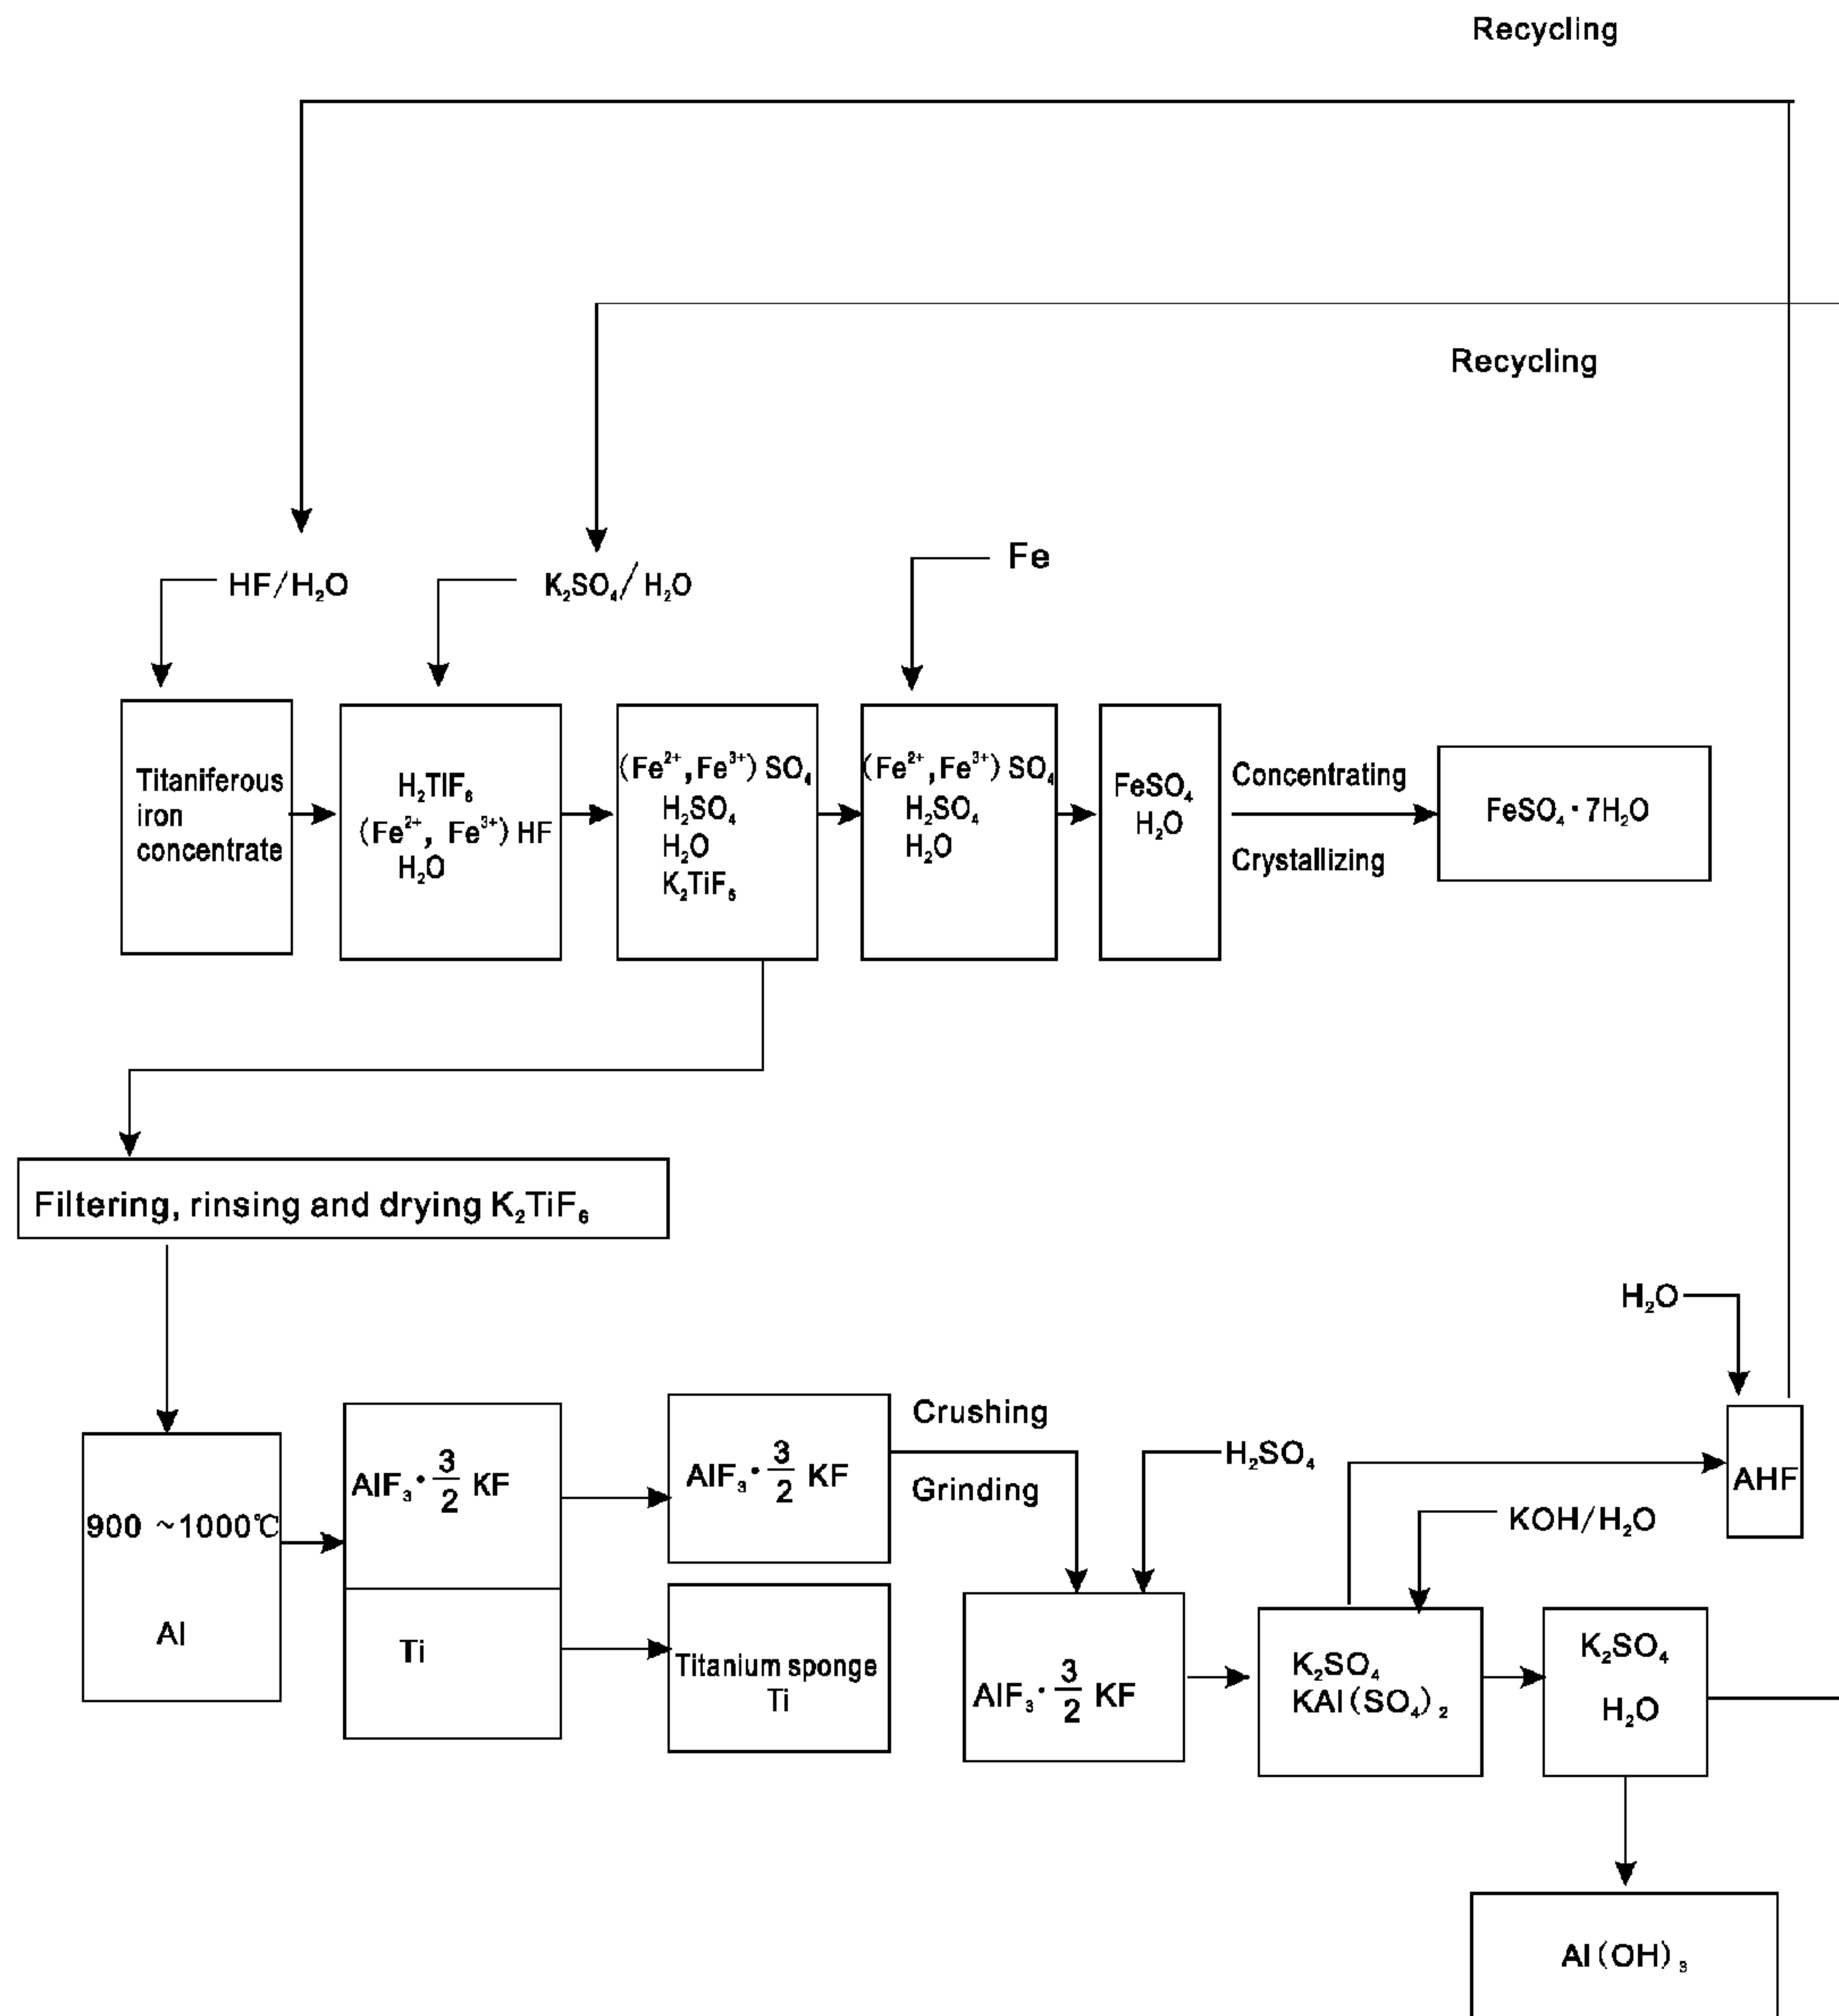 Recycling
Recycling
Fe
HF/H₂O
K₂SO₄/H₂O
Titaniferous
iron
concentrate
H₂TIF₆
(Fe²⁺, Fe³⁺) HF
H₂O
(Fe²⁺, Fe³⁺) SO₄
H₂SO₄
H₂O
K₂TiF₆
(Fe²⁺, Fe³⁺) SO₄
H₂SO₄
H₂O
FeSO₄
H₂O
Concentrating
Crystallizing
FeSO₄·7H₂O
Filtering, rinsing and drying K₂TiF₆
H₂O
900 ~1000℃
Al
AlF₃·3/2 KF
Ti
AlF₃·3/2 KF
Titanium sponge
Ti
Crushing
Grinding
H₂SO₄
AHF
KOH/H₂O
AlF₃·3/2 KF
K₂SO₄
KAl(SO₄)₂
K₂SO₄
H₂O
Al(OH)₃